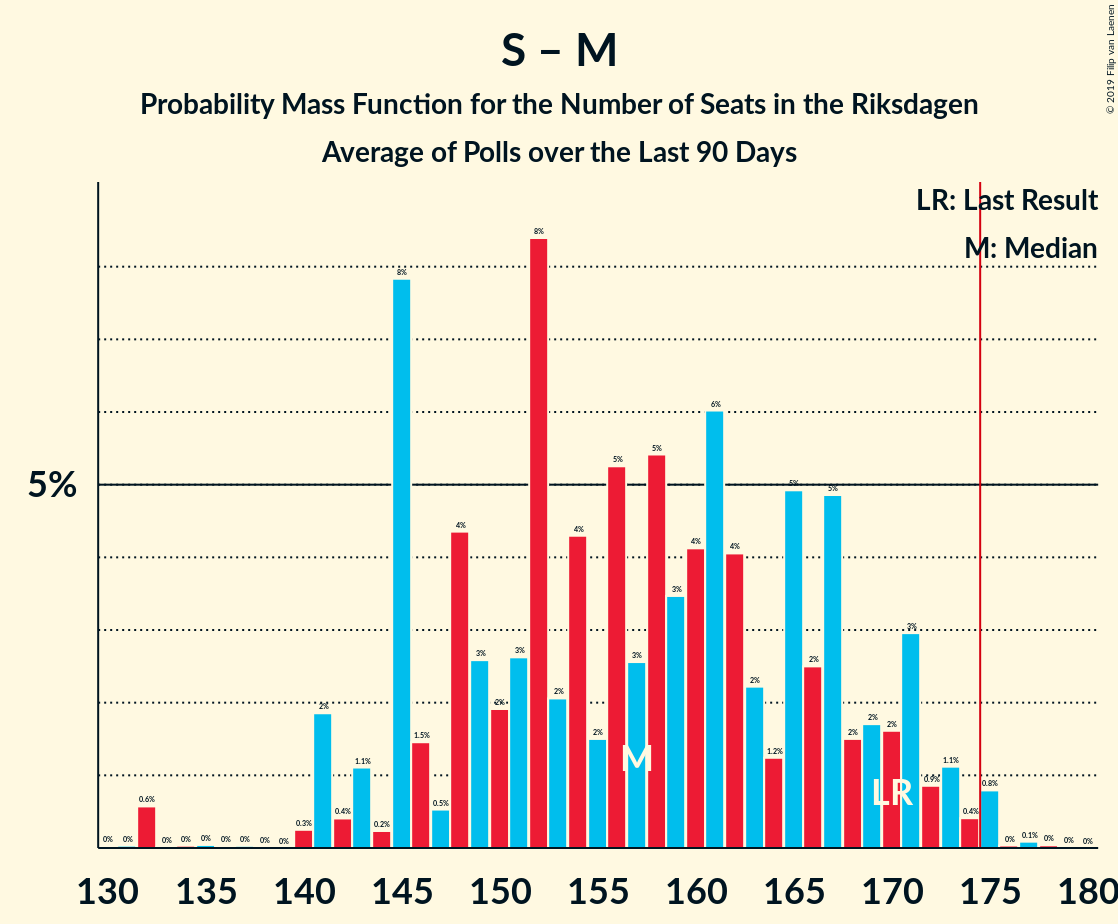 S – M
Probability Mass Function for the Number of Seats in the Riksdagen
Average of Polls over the Last 90 Days
© 2019 Filip van Laenen
LR: Last Result
M: Median
5%
0% 0% 0.6% 0% 0% 0% 0% 0% 0% 0% 0.3% 2% 0.4% 1.1% 0.2% 8% 1.5% 0.5% 4% 3% 2% 3% 8% 2% 4% 2% 5% 3% 5% 3% 4% 6% 4% 2% 1.2% 5% 2% 5% 2% 2% 2% 3% 0.9% 1.1% 0.4% 0.8% 0% 0.1% 0% 0% 0%
M
LR
130 135 140 145 150 155 160 165 170 175 180